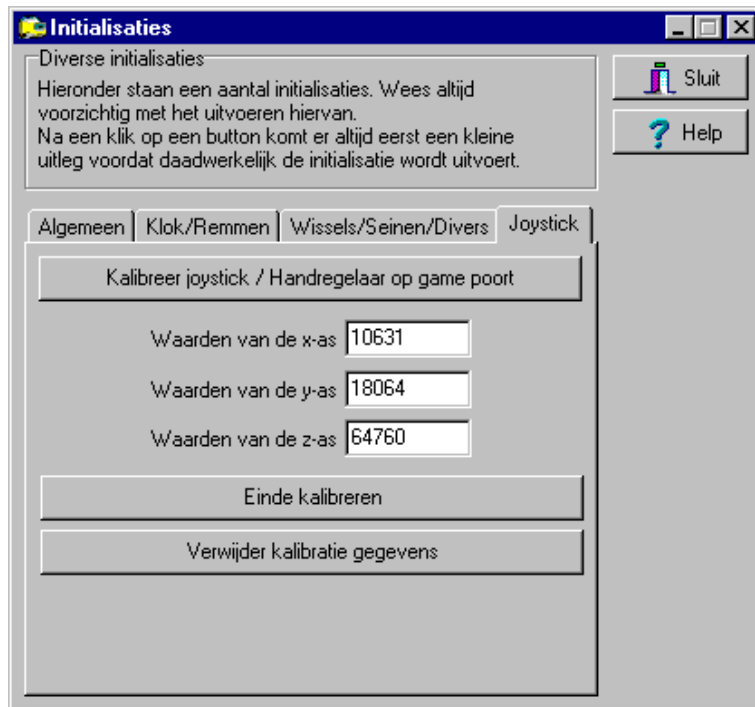 Initialisaties
Diverse initialisaties
Hieronder staan een aantal initialisaties. Wees altijd
voorzichtig met het uitvoeren hiervan.
Na een klik op een button komt er altijd eerst een kleine
uitleg voordat daadwerkelijk de initialisatie wordt uitvoert.
Sluit
Help
Algemeen Klok/Remmen Wissels/Seinen/Divers Joystick
Kalibreer joystick / Handregelaar op game poort
Waarden van de x-as 10631
Waarden van de y-as 18064
Waarden van de z-as 64760
Einde kalibreren
Verwijder kalibratie gegevens